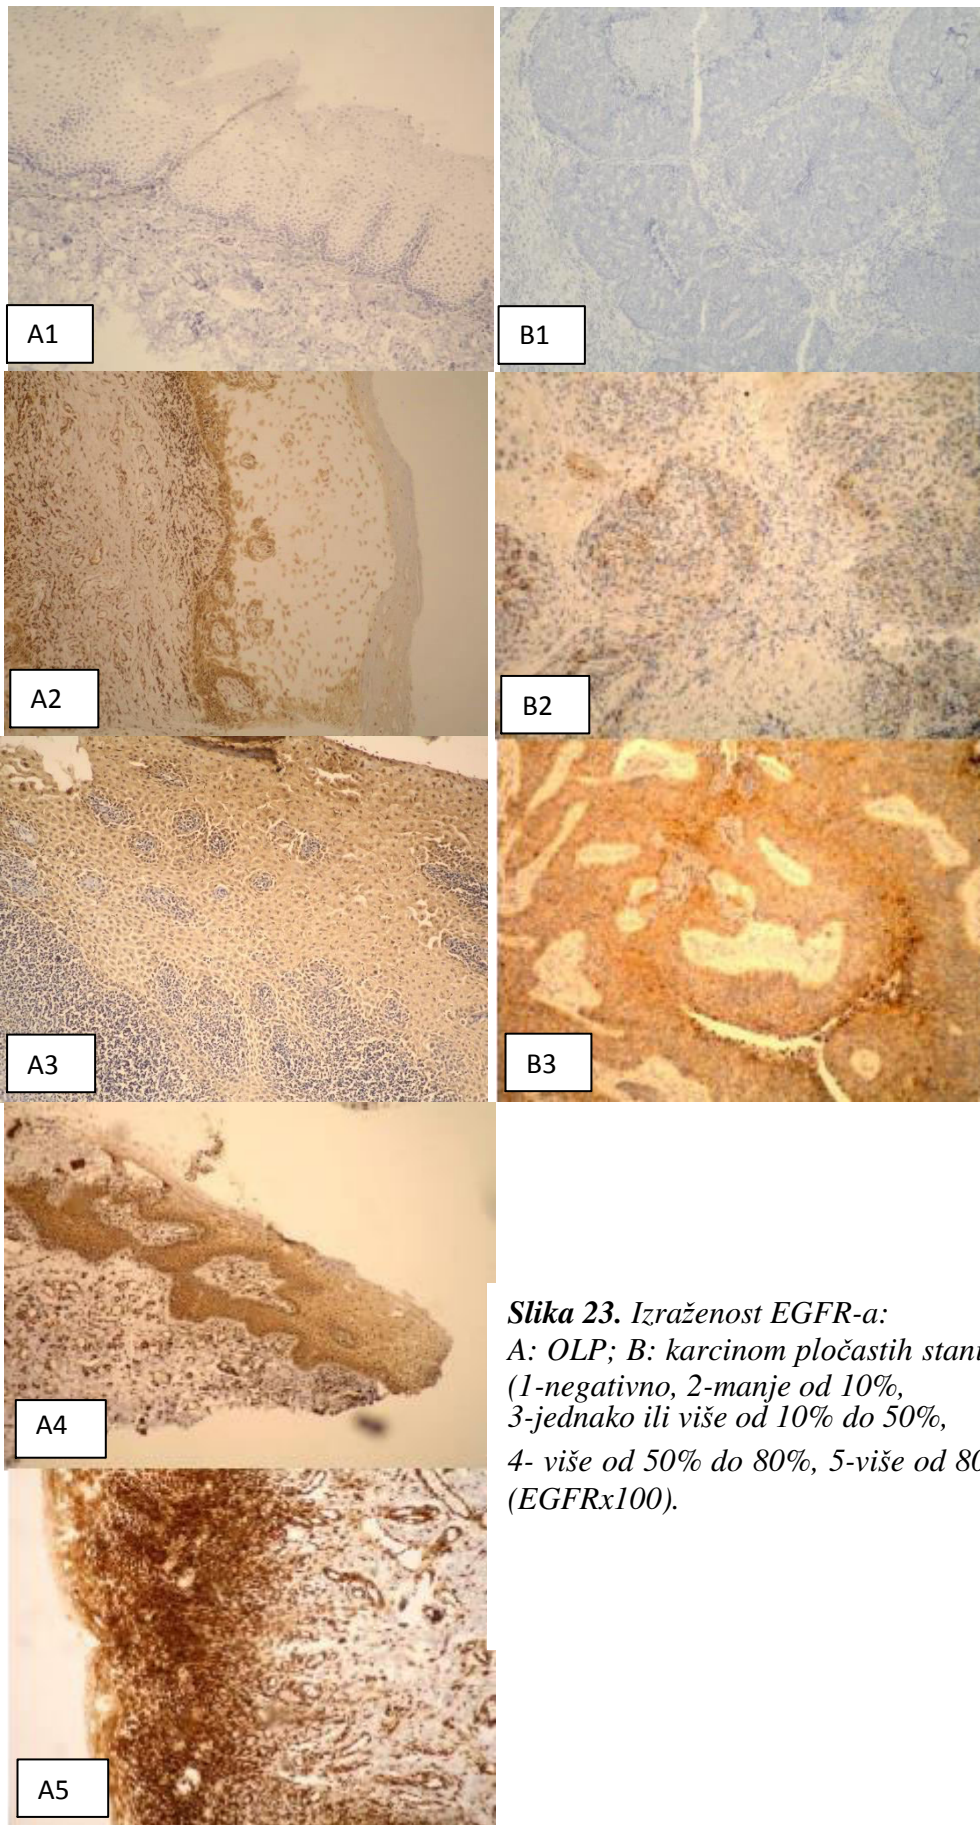 A1
B1
A2
B2
A3
B3
A4
A5
Slika 23. Izraženost EGFR-a:
A: OLP; B: karcinom pločastih
(1-negativno, 2-manje od 10%,
3-jednako ili više od 10% do 50%,
4- više od 50% do 80%, 5-više od
(EGFRx100).